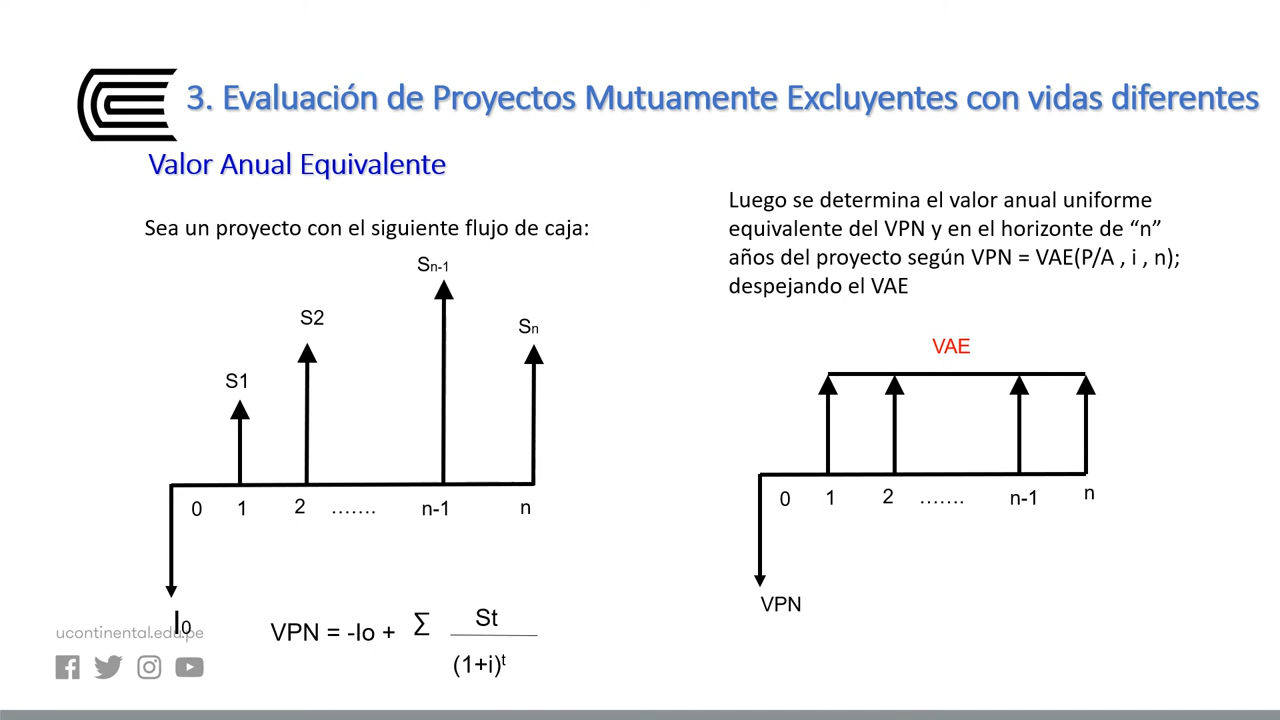 3. Evaluación de Proyectos Mutuamente Excluyentes con vidas diferentes
Valor Anual Equivalente
Sea un proyecto con el siguiente flujo de caja:
Sn-1
S2
Sn
S1
0 1 2 ....... n-1 n
I0
VPN = -Io + ∑ St
(1+i)t
Luego se determina el valor anual uniforme
equivalente del VPN y en el horizonte de “n”
años del proyecto según VPN = VAE(P/A , i , n);
despejando el VAE
VAE
0 1 2 ....... n-1 n
VPN
ucontinental.edu.pe